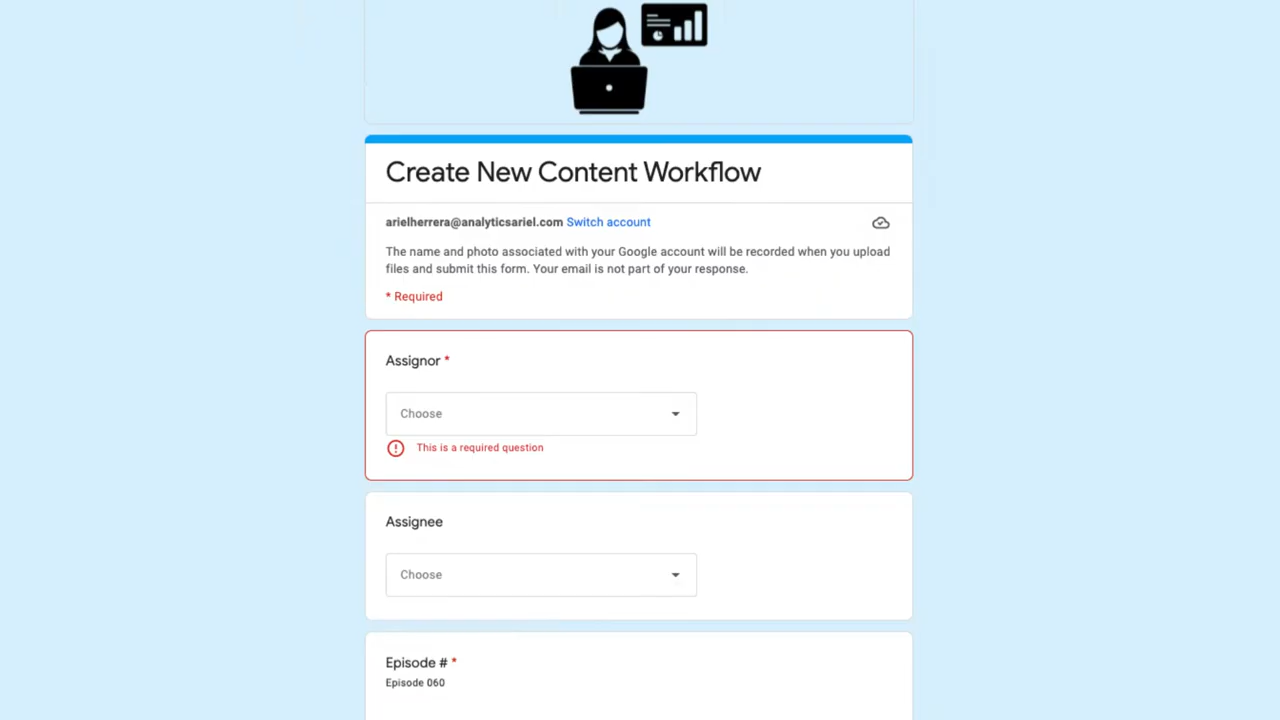 Create New Content Workflow
arielherrera@analyticsariel.com Switch account
The name and photo associated with your Google account will be recorded when you upload
files and submit this form. Your email is not part of your response.
* Required
Assignor *
Choose
This is a required question
Assignee
Choose
Episode # *
Episode 060